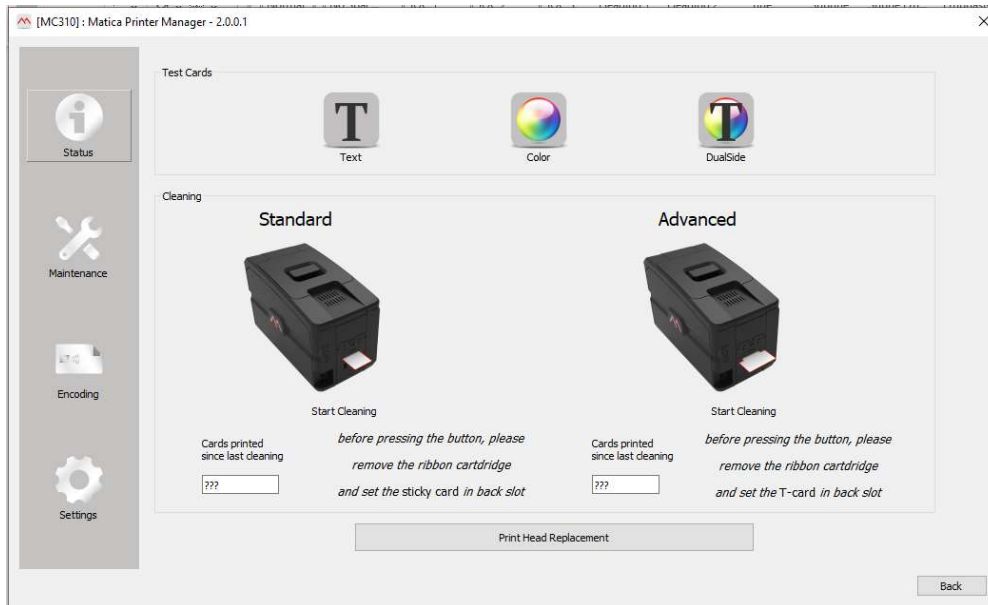 [MC310] : Matica Printer Manager - 2.0.0.1
Status
Maintenance
Encoding
Settings
Test Cards
T
Text
Color
T
DualSide
Cleaning
Standard
Start Cleaning
Cards printed
since last cleaning
???
before pressing the button, please
remove the ribbon cartdridge
and set the sticky card in back slot
Advanced
Start Cleaning
Cards printed
since last cleaning
???
before pressing the button, please
remove the ribbon cartdridge
and set the T-card in back slot
Print Head Replacement
Back